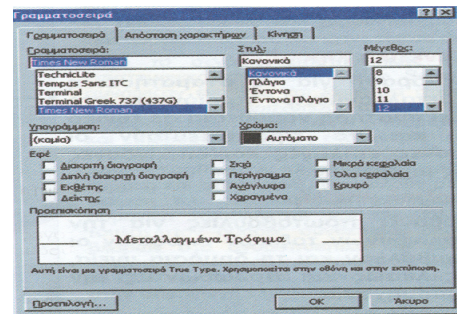 Γραμματοσειρά
Γραμματοσειρά Απόσταση χαρακτήρων Κίνηση
Γραμματοσειρά: Στυλ: Μέγεθος:
Times New Roman Κανονικά 12
TechnicLite Κανονικά 8
Tempus Sans ITC Πλάγια 9
Terminal Έντονα 10
Terminal Greek 737 (437G) Έντονα Πλάγια 11
Times New Roman 12
Υπογράμμιση: Χρώμα:
(καμία) Αυτόματο
Εφέ
Διακριτή διαγραφή Σκιά Μικρά κεφαλαία
Διπλή διακριτή διαγραφή Περίγραμμα Όλα κεφαλαία
Εκθέτης Ανάγλυφα Κρυφό
Δείκτης Χαραγμένα
Προεπισκόπηση
Μεταλλαγμένα Τρόφιμα
Αυτή είναι μια γραμματοσειρά True Type. Χρησιμοποιείται στην οθόνη και στην εκτύπωση.
Προεπιλογή... OK Άκυρο